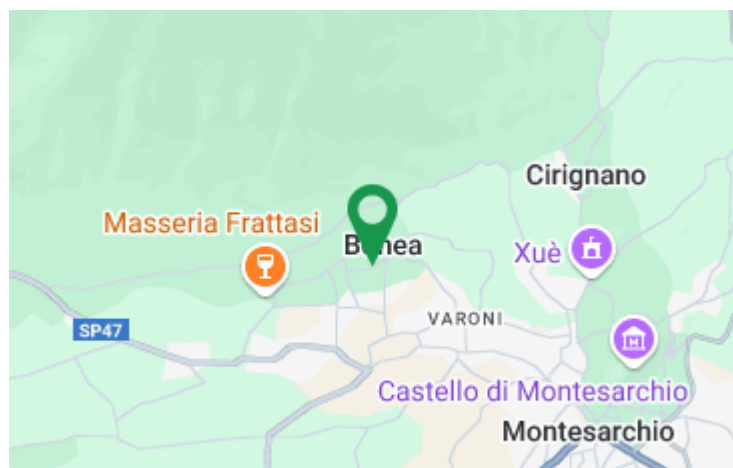 Cirignano
Masseria Frattasi
Xuè
VARONI
SP47
Castello di Montesarchio
Montesarchio